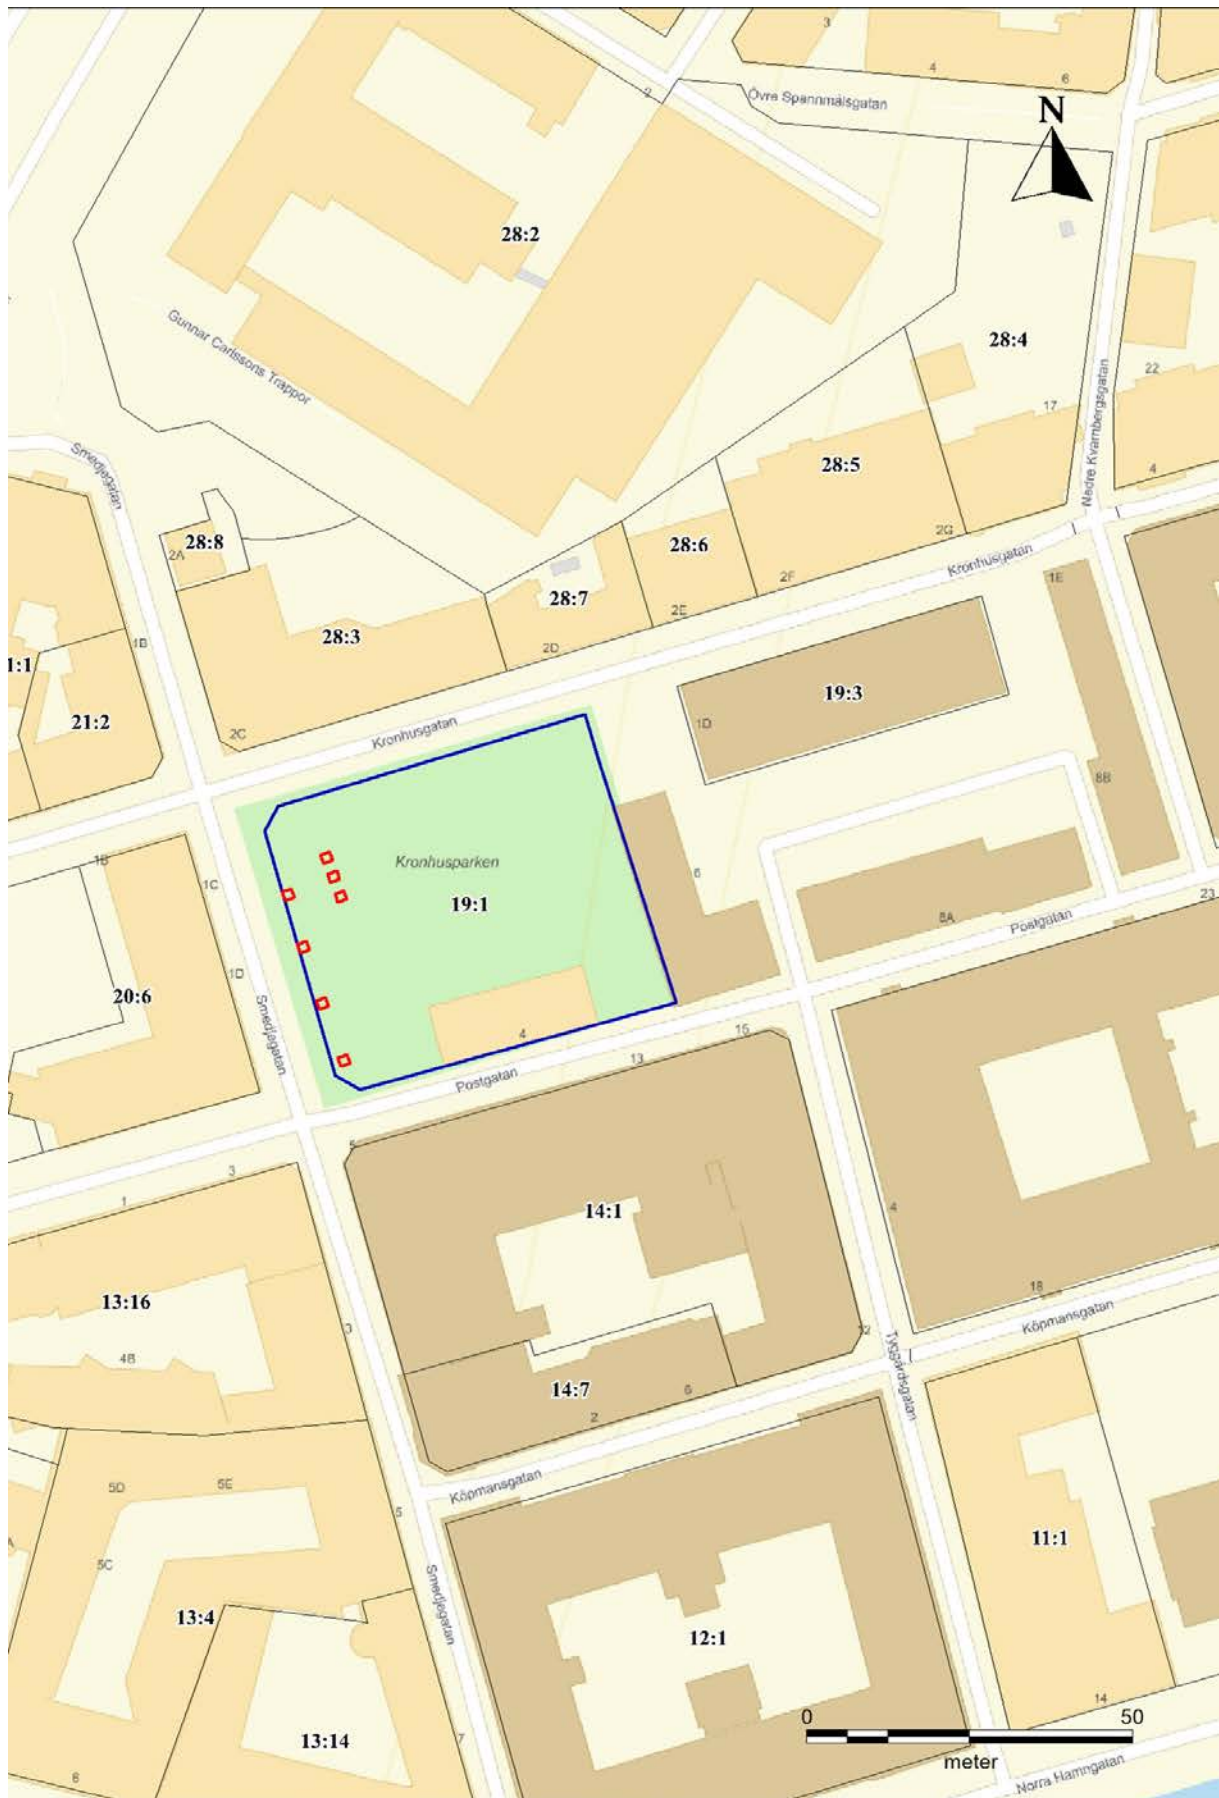 3
4
6
2
Övre Spannmålsgatan
N
28:2
Gunnar Carlssons Trappor
28:4
Nedre Kvarnbergsgatan
22
17
Smedjegatan
28:5
4
2G
28:8
2A
28:6
Kronhusgatan
2F
1E
28:7
2E
28:3
1B
2D
1:1
21:2
19:3
2C
Kronhusgatan
1D
8B
1B
Kronhusparken
6
1C
19:1
23
8A
Postgatan
1D
20:6
Smedjegatan
4
15
13
Postgatan
5
3
1
14:1
4
18
13:16
Köpmansgatan
3
12
4B
Tyggårdsgatan
14:7
6
2
Köpmansgatan
5E
5D
5
11:1
5C
Smedjegatan
13:4
12:1
14
0
50
13:14
7
meter
6
Norra Hamngatan